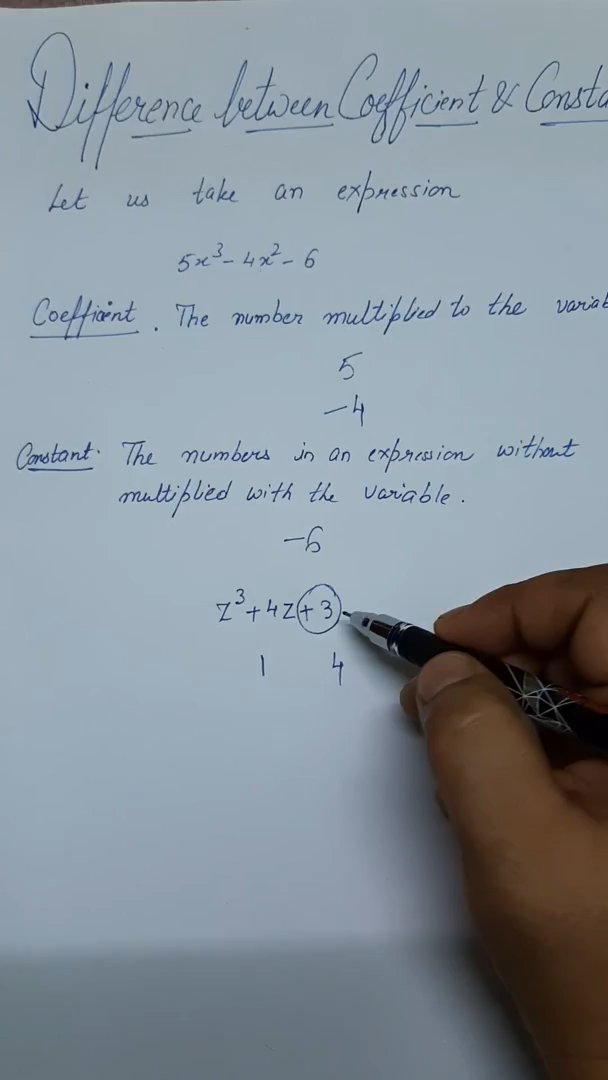 Difference between Coefficient & Consta
Let us take an expression
5x³ - 4x² - 6
Coefficient. The number multiplied to the variab
5
-4
Constant. The numbers in an expression without
multiplied with the variable.
-6
z³ + 4z + 3
1 4